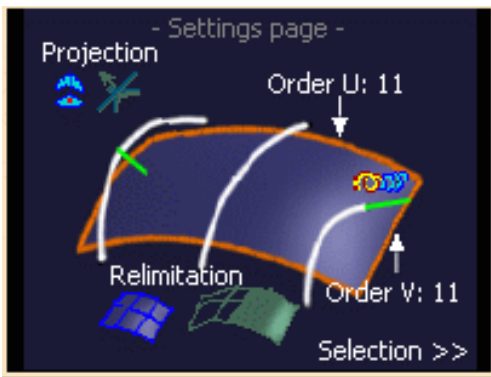 - Settings page -
Projection
Order U: 11
Relimitation
Order V: 11
Selection >>